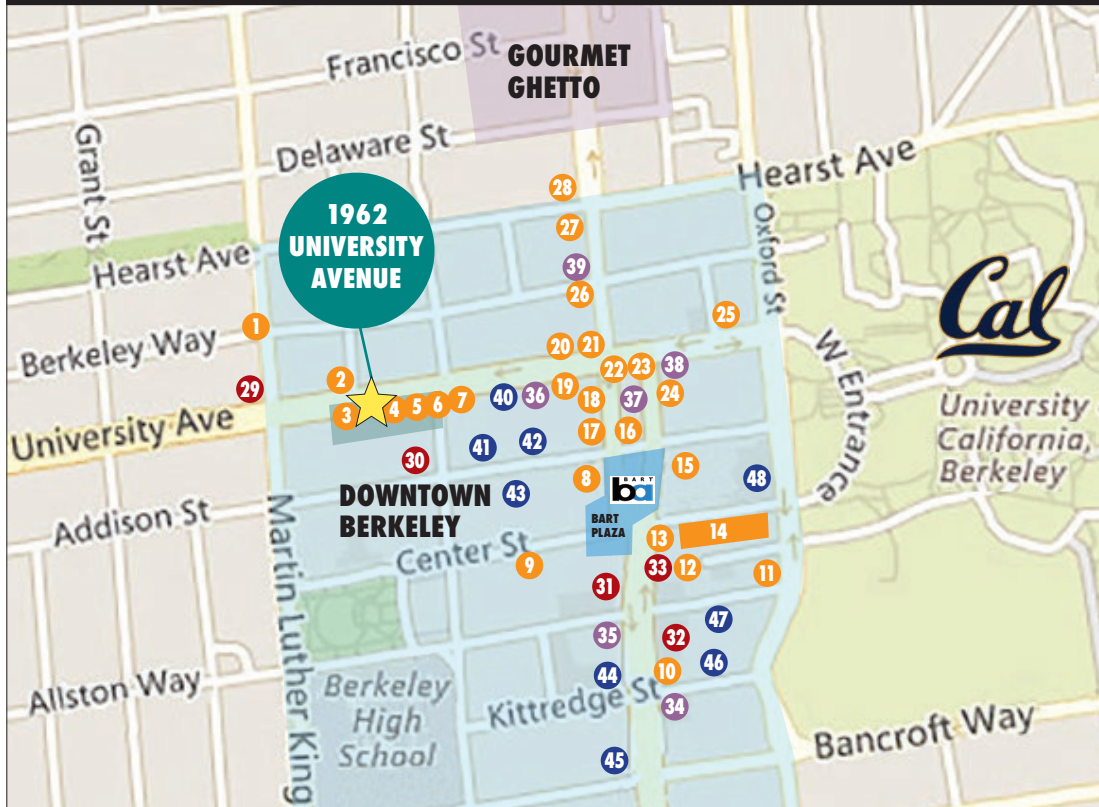 Francisco St
GOURMET
GHETTO
Grant St
Delaware St
Hearst Ave
28
1962
UNIVERSITY
AVENUE
27
Oxford St
Hearst Ave
39
26
Cal
25
1
Berkeley Way
20
21
2
22
23
38
W Entrance
29
3
4
5
6
7
40
36
19
18
37
24
University
California,
Berkeley
University Ave
17
16
41
42
30
8
BART
ba
15
48
DOWNTOWN
BERKELEY
43
BART
PLAZA
Addison St
Martin Luther King
13
14
Center St
9
33
12
11
31
47
35
32
Allston Way
Berkeley
High
School
44
10
46
Kittredge St
34
Bancroft Way
45